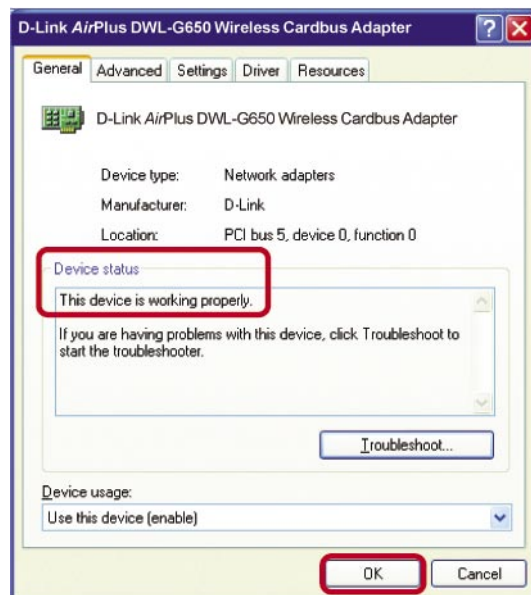 D-Link AirPlus DWL-G650 Wireless Cardbus Adapter
General Advanced Settings Driver Resources
D-Link AirPlus DWL-G650 Wireless Cardbus Adapter
Device type: Network adapters
Manufacturer: D-Link
Location: PCI bus 5, device 0, function 0
Device status
This device is working properly.
If you are having problems with this device, click Troubleshoot to
start the troubleshooter.
Troubleshoot...
Device usage:
Use this device (enable)
OK Cancel